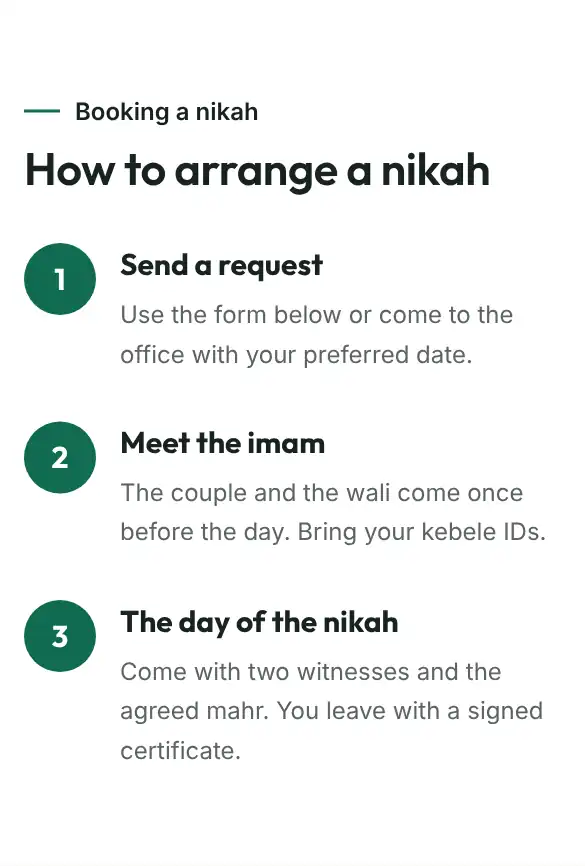 Booking a nikah
How to arrange a nikah
1
Send a request
Use the form below or come to the
office with your preferred date.
2
Meet the imam
The couple and the wali come once
before the day. Bring your kebele IDs.
3
The day of the nikah
Come with two witnesses and the
agreed mahr. You leave with a signed
certificate.